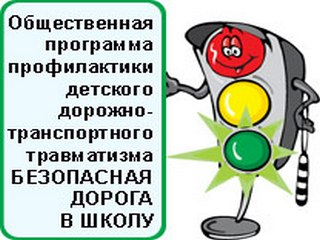 Общественная
программа
профилактики
детского
дорожно-
транспортного
травматизма
БЕЗОПАСНАЯ
ДОРОГА
В ШКОЛУ